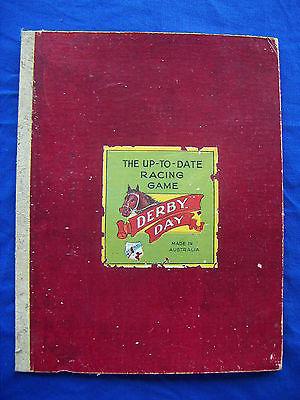 THE UP-TO-DATE
RACING
GAME
DERBY
DAY
MADE IN
AUSTRALIA